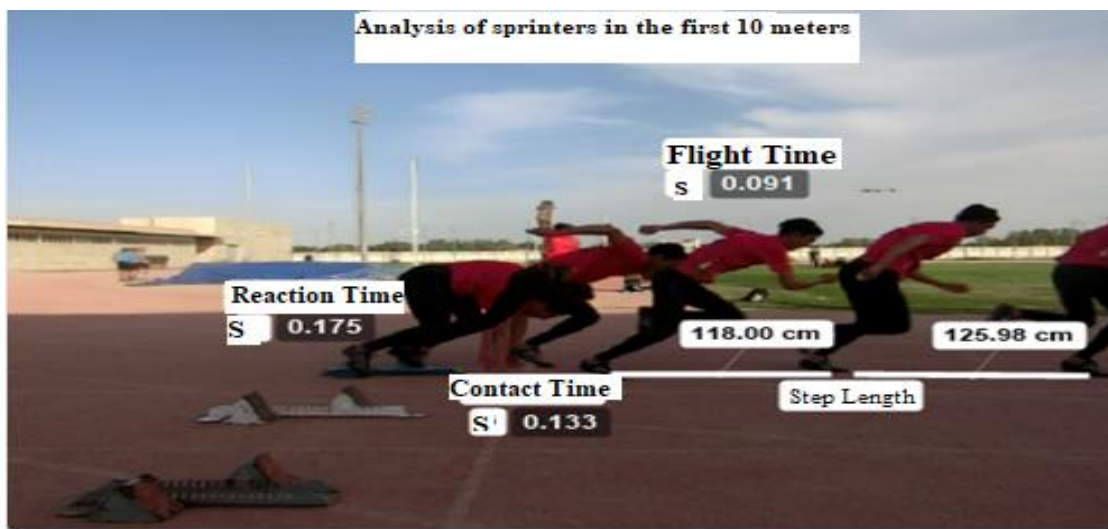 Analysis of sprinters in the first 10 meters
Flight Time
S 0.091
Reaction Time
S 0.175
118.00 cm
125.98 cm
Contact Time
S 0.133
Step Length